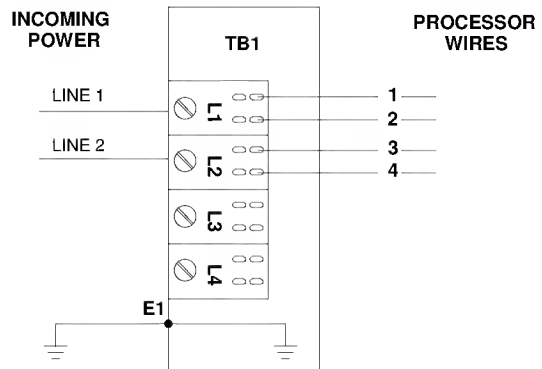 INCOMING
POWER
TB1
PROCESSOR
WIRES
LINE 1
L1
1
2
LINE 2
L2
3
4
L3
L4
E1